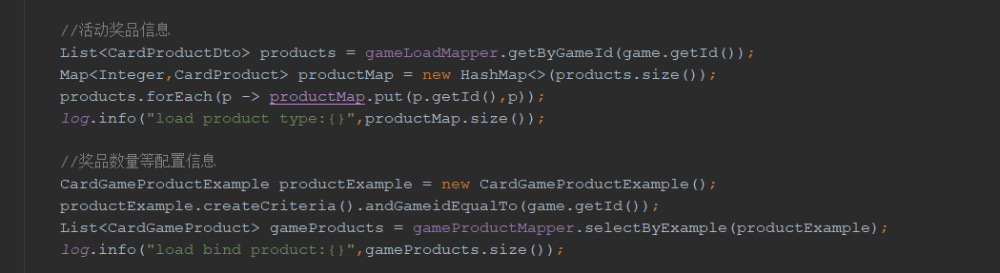 //活动奖品信息
List<CardProductDto> products = gameLoadMapper.getByGameId(game.getId());
Map<Integer,CardProduct> productMap = new HashMap<>(products.size());
products.forEach(p -> productMap.put(p.getId(),p));
log.info("load product type:{}",productMap.size());
//奖品数量等配置信息
CardGameProductExample productExample = new CardGameProductExample();
productExample.createCriteria().andGameidEqualTo(game.getId());
List<CardGameProduct> gameProducts = gameProductMapper.selectByExample(productExample);
log.info("load bind product:{}",gameProducts.size());